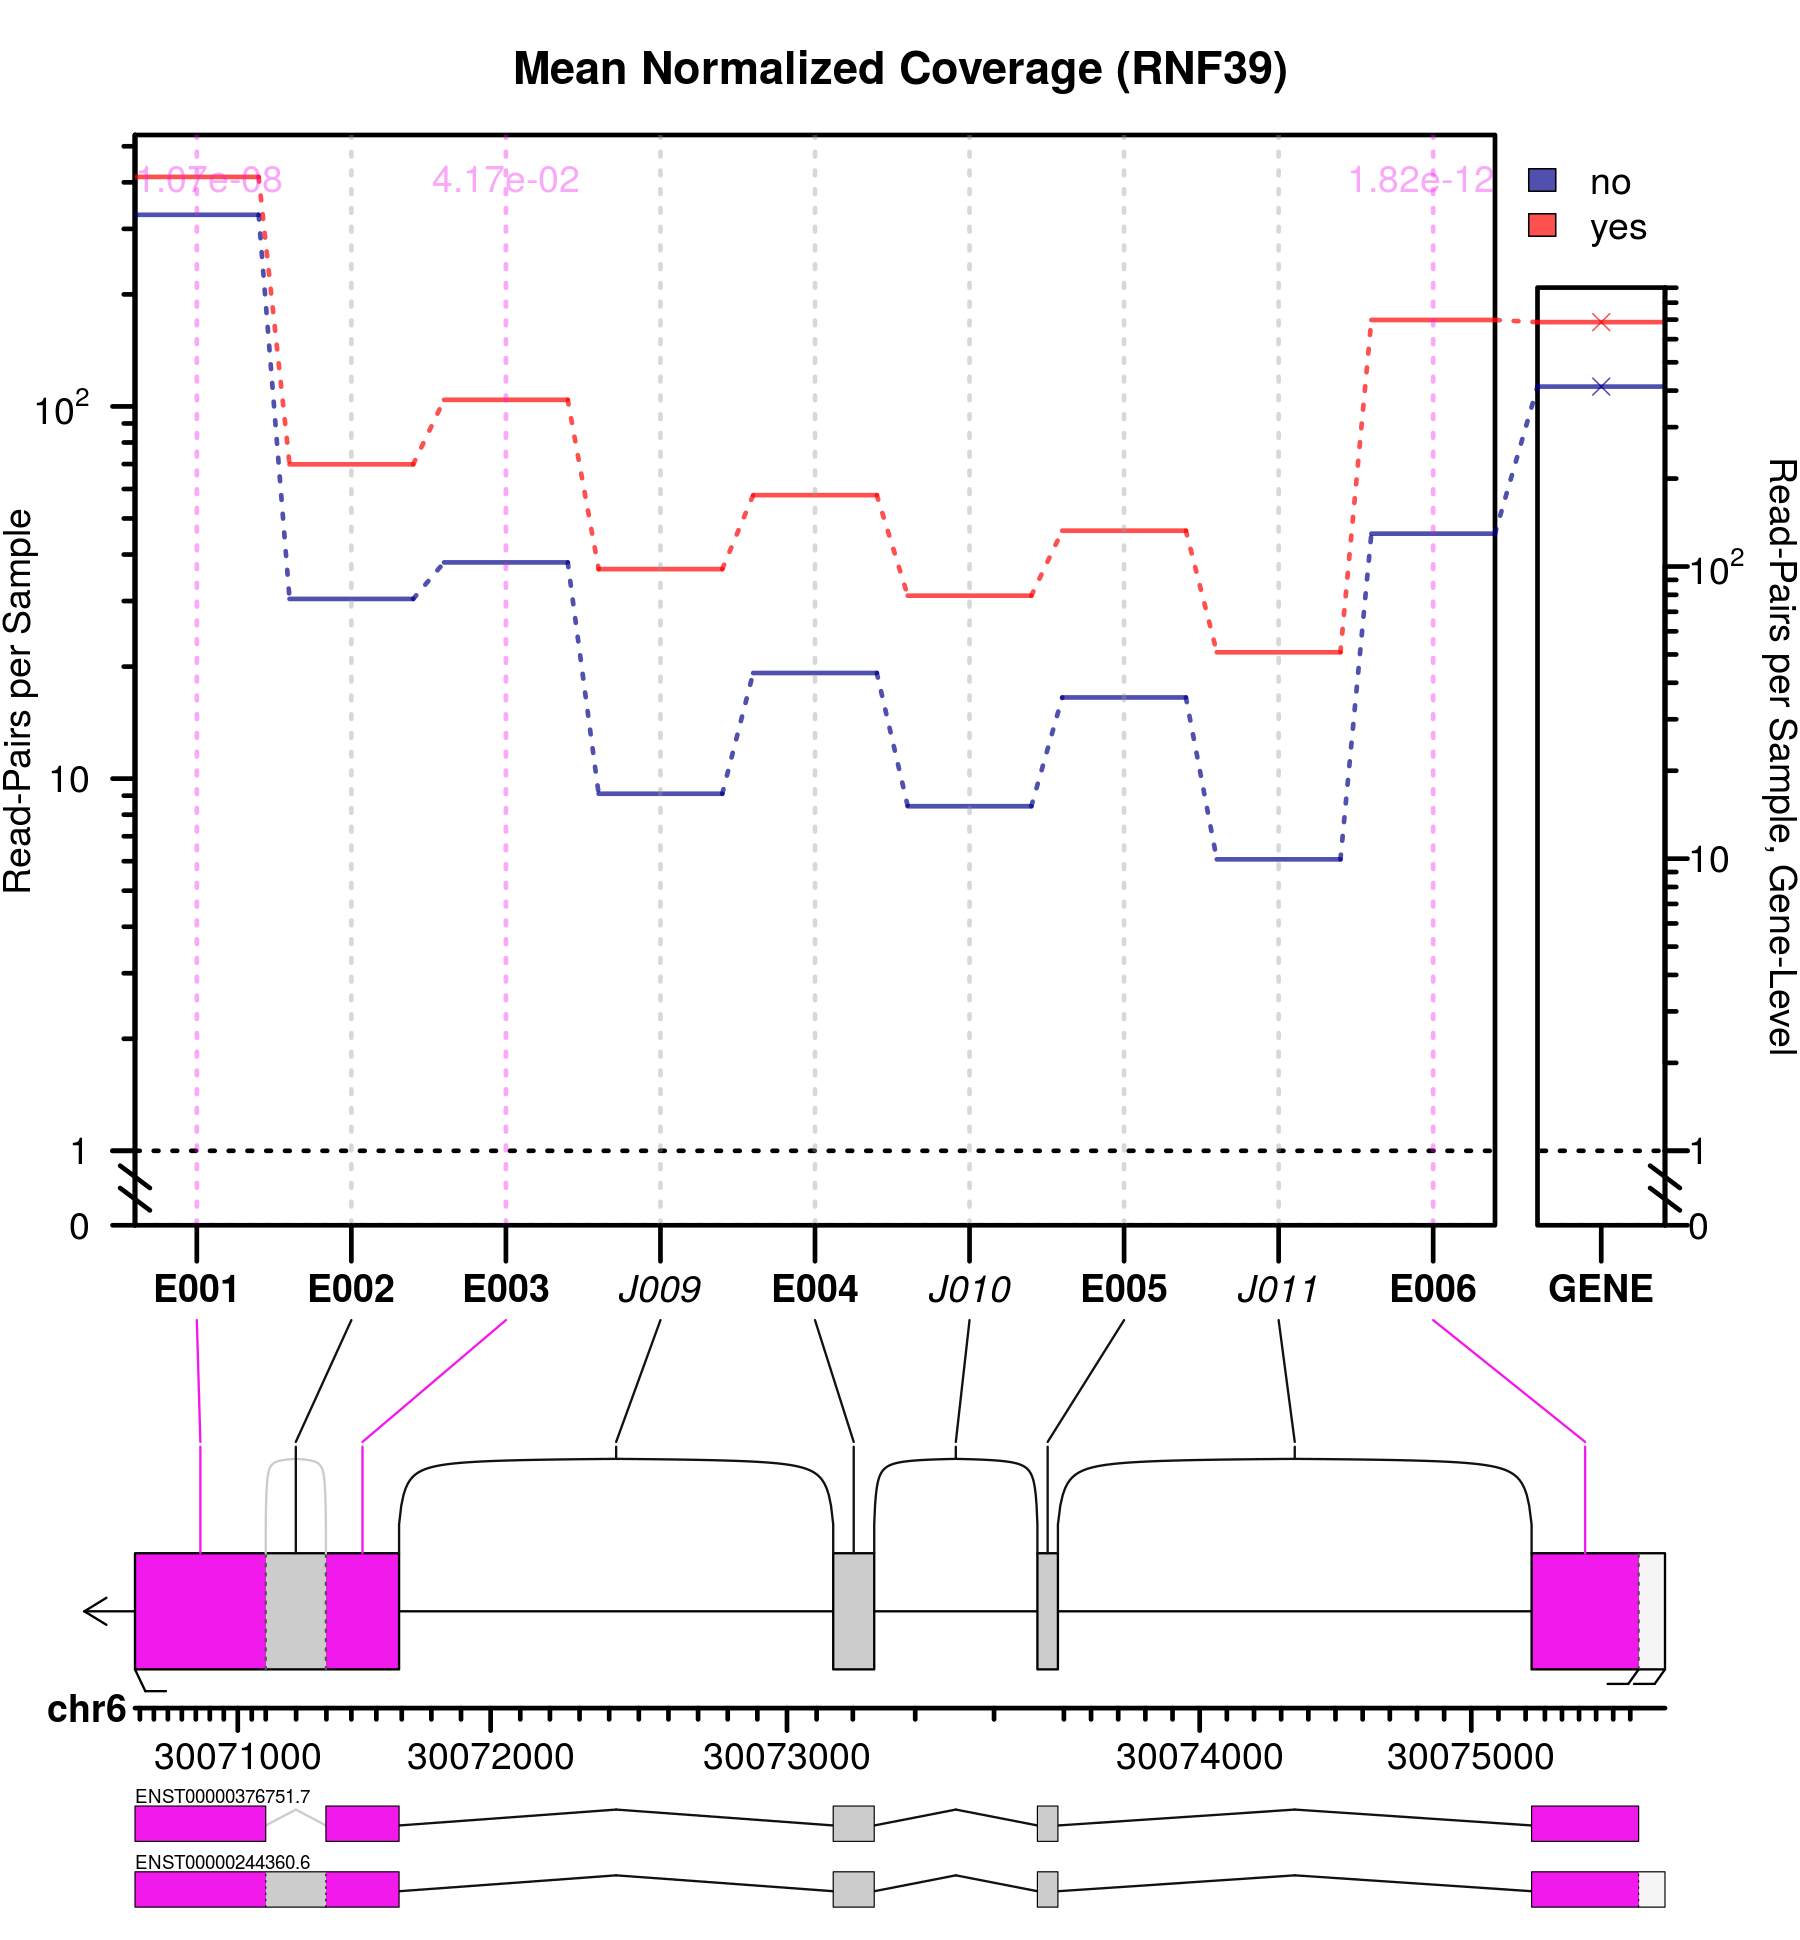 Mean Normalized Coverage (RNF39)
1.07e-08 4.17e-02 1.82e-12
no
yes
Read-Pairs per Sample
10²
10
1
0
Read-Pairs per Sample, Gene-Level
10²
10
1
0
E001 E002 E003 J009 E004 J010 E005 J011 E006 GENE
chr6
30071000 30072000 30073000 30074000 30075000
ENST00000376751.7
ENST00000244360.6